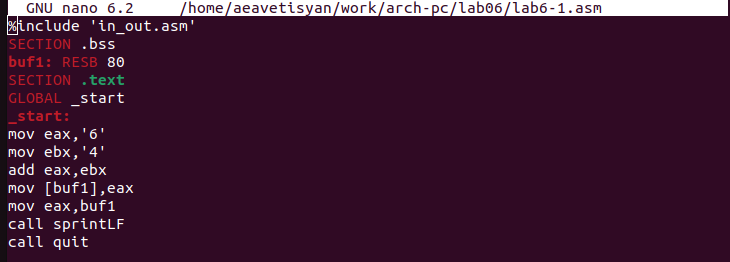 GNU nano 6.2 /home/aeavetisyan/work/arch-pc/lab06/lab6-1.asm
%include 'in_out.asm'
SECTION .bss
buf1: RESB 80
SECTION .text
GLOBAL _start
_start:
mov eax,'6'
mov ebx,'4'
add eax,ebx
mov [buf1],eax
mov eax,buf1
call sprintLF
call quit